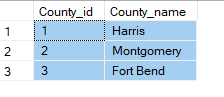 County_id County_name
1 1 Harris
2 2 Montgomery
3 3 Fort Bend